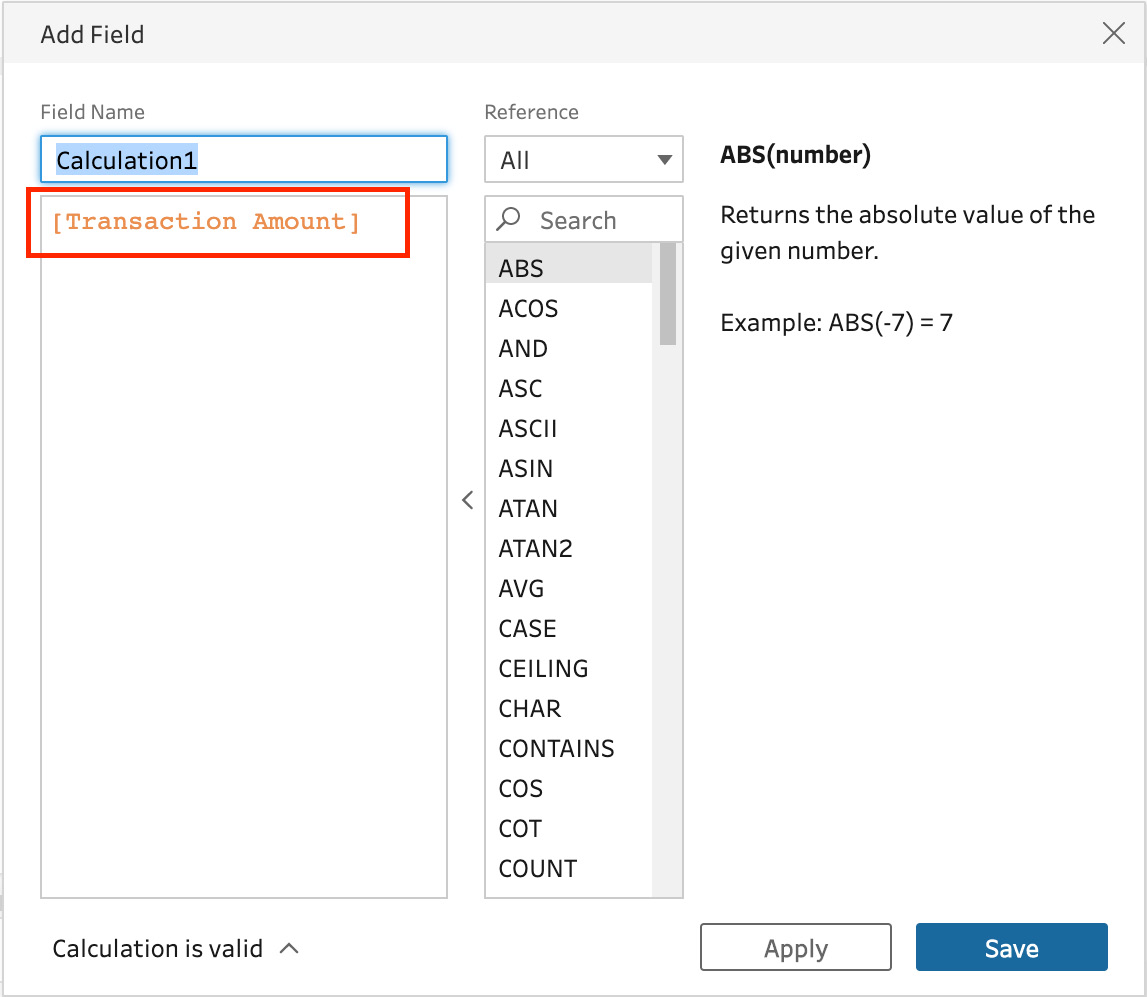 Add Field
Field Name
Calculation1
[Transaction Amount]
Reference
All
Search
ABS
ACOS
AND
ASC
ASCII
ASIN
ATAN
ATAN2
AVG
CASE
CEILING
CHAR
CONTAINS
COS
COT
COUNT
ABS(number)
Returns the absolute value of the
given number.
Example: ABS(-7) = 7
Calculation is valid
Apply
Save